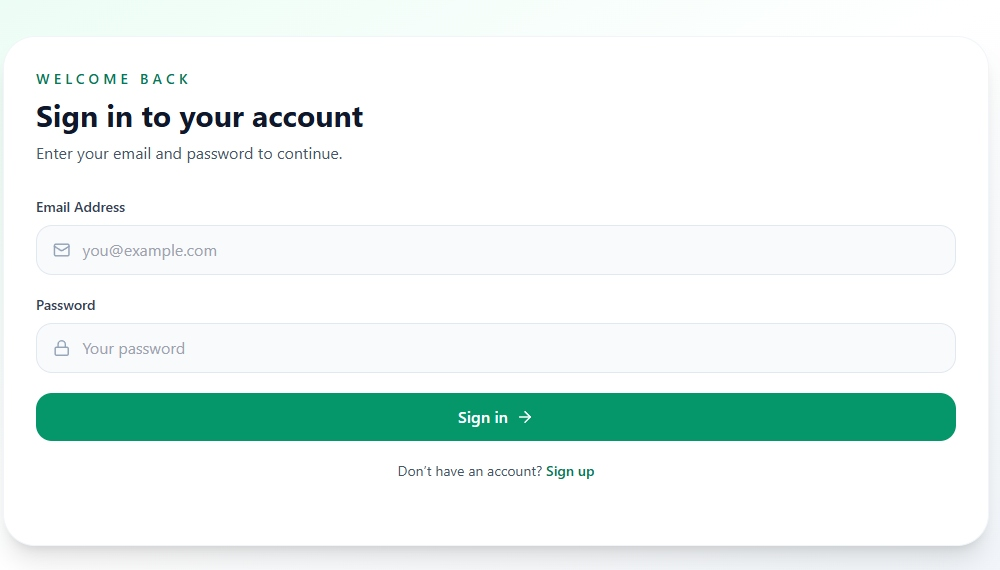 WELCOME BACK
Sign in to your account
Enter your email and password to continue.
Email Address
you@example.com
Password
Your password
Sign in →
Don’t have an account? Sign up